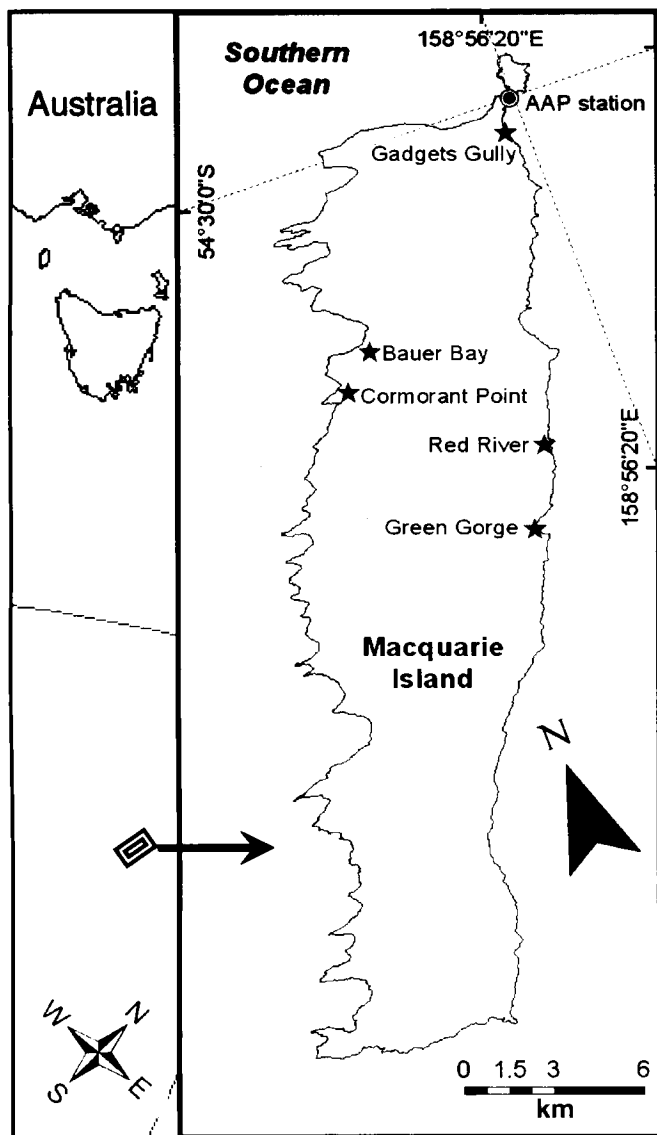 Australia
W
N
S
E
Southern
Ocean
158°56'20"E
AAP station
Gadgets Gully
54°30'0"S
Bauer Bay
Cormorant Point
Red River
158°56'20"E
Green Gorge
Macquarie
Island
N
0 1.5 3 6
km